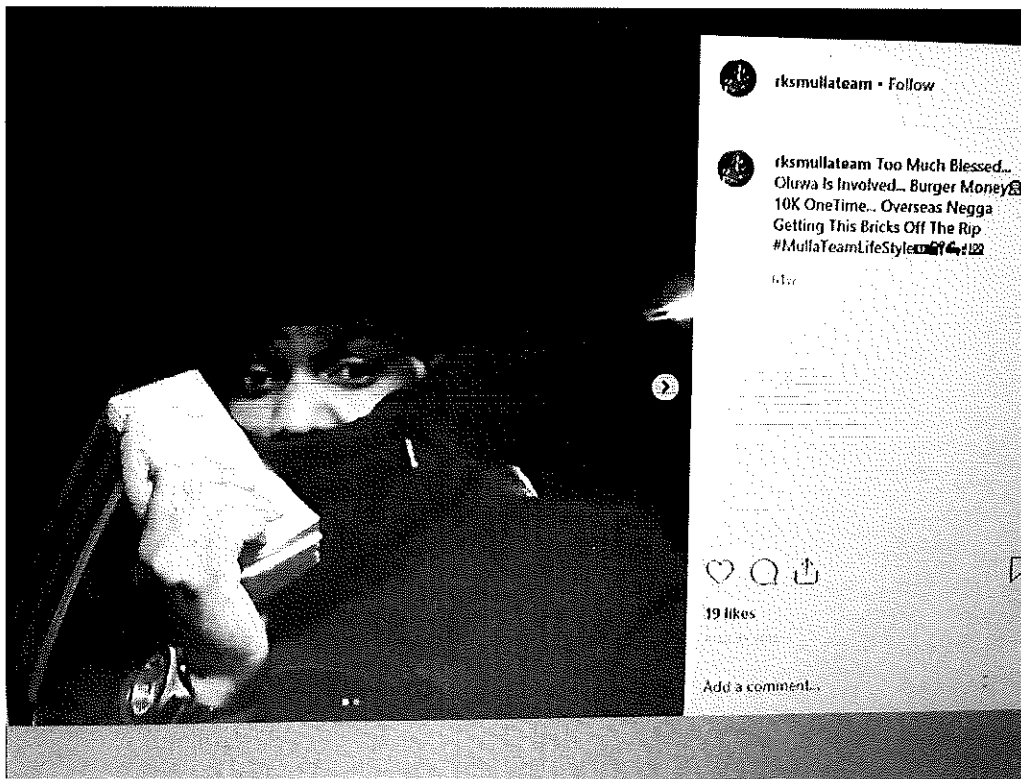 rksmullateam • Follow
rksmullateam Too Much Blessed...
Oluwa Is Involved... Burger Money
10K OneTime... Overseas Negga
Getting This Bricks Off The Rip
#MullaTeamLifeStyle
19 likes
Add a comment...